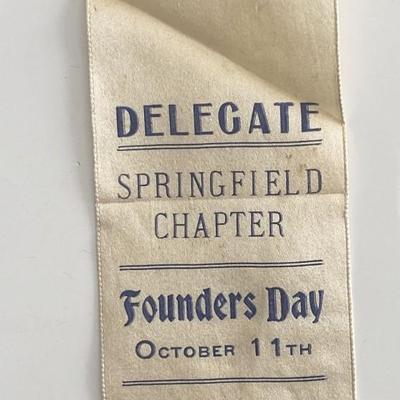 DELEGATE
SPRINGFIELD
CHAPTER
Founders Day
OCTOBER 11TH